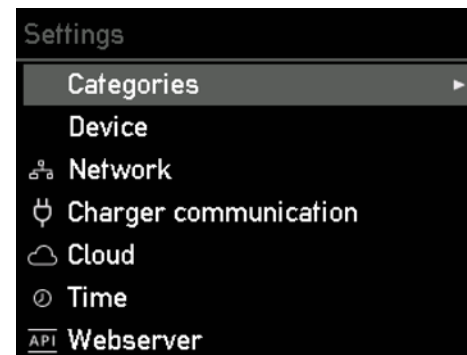 Settings
Categories
Device
Network
Charger communication
Cloud
Time
API Webserver